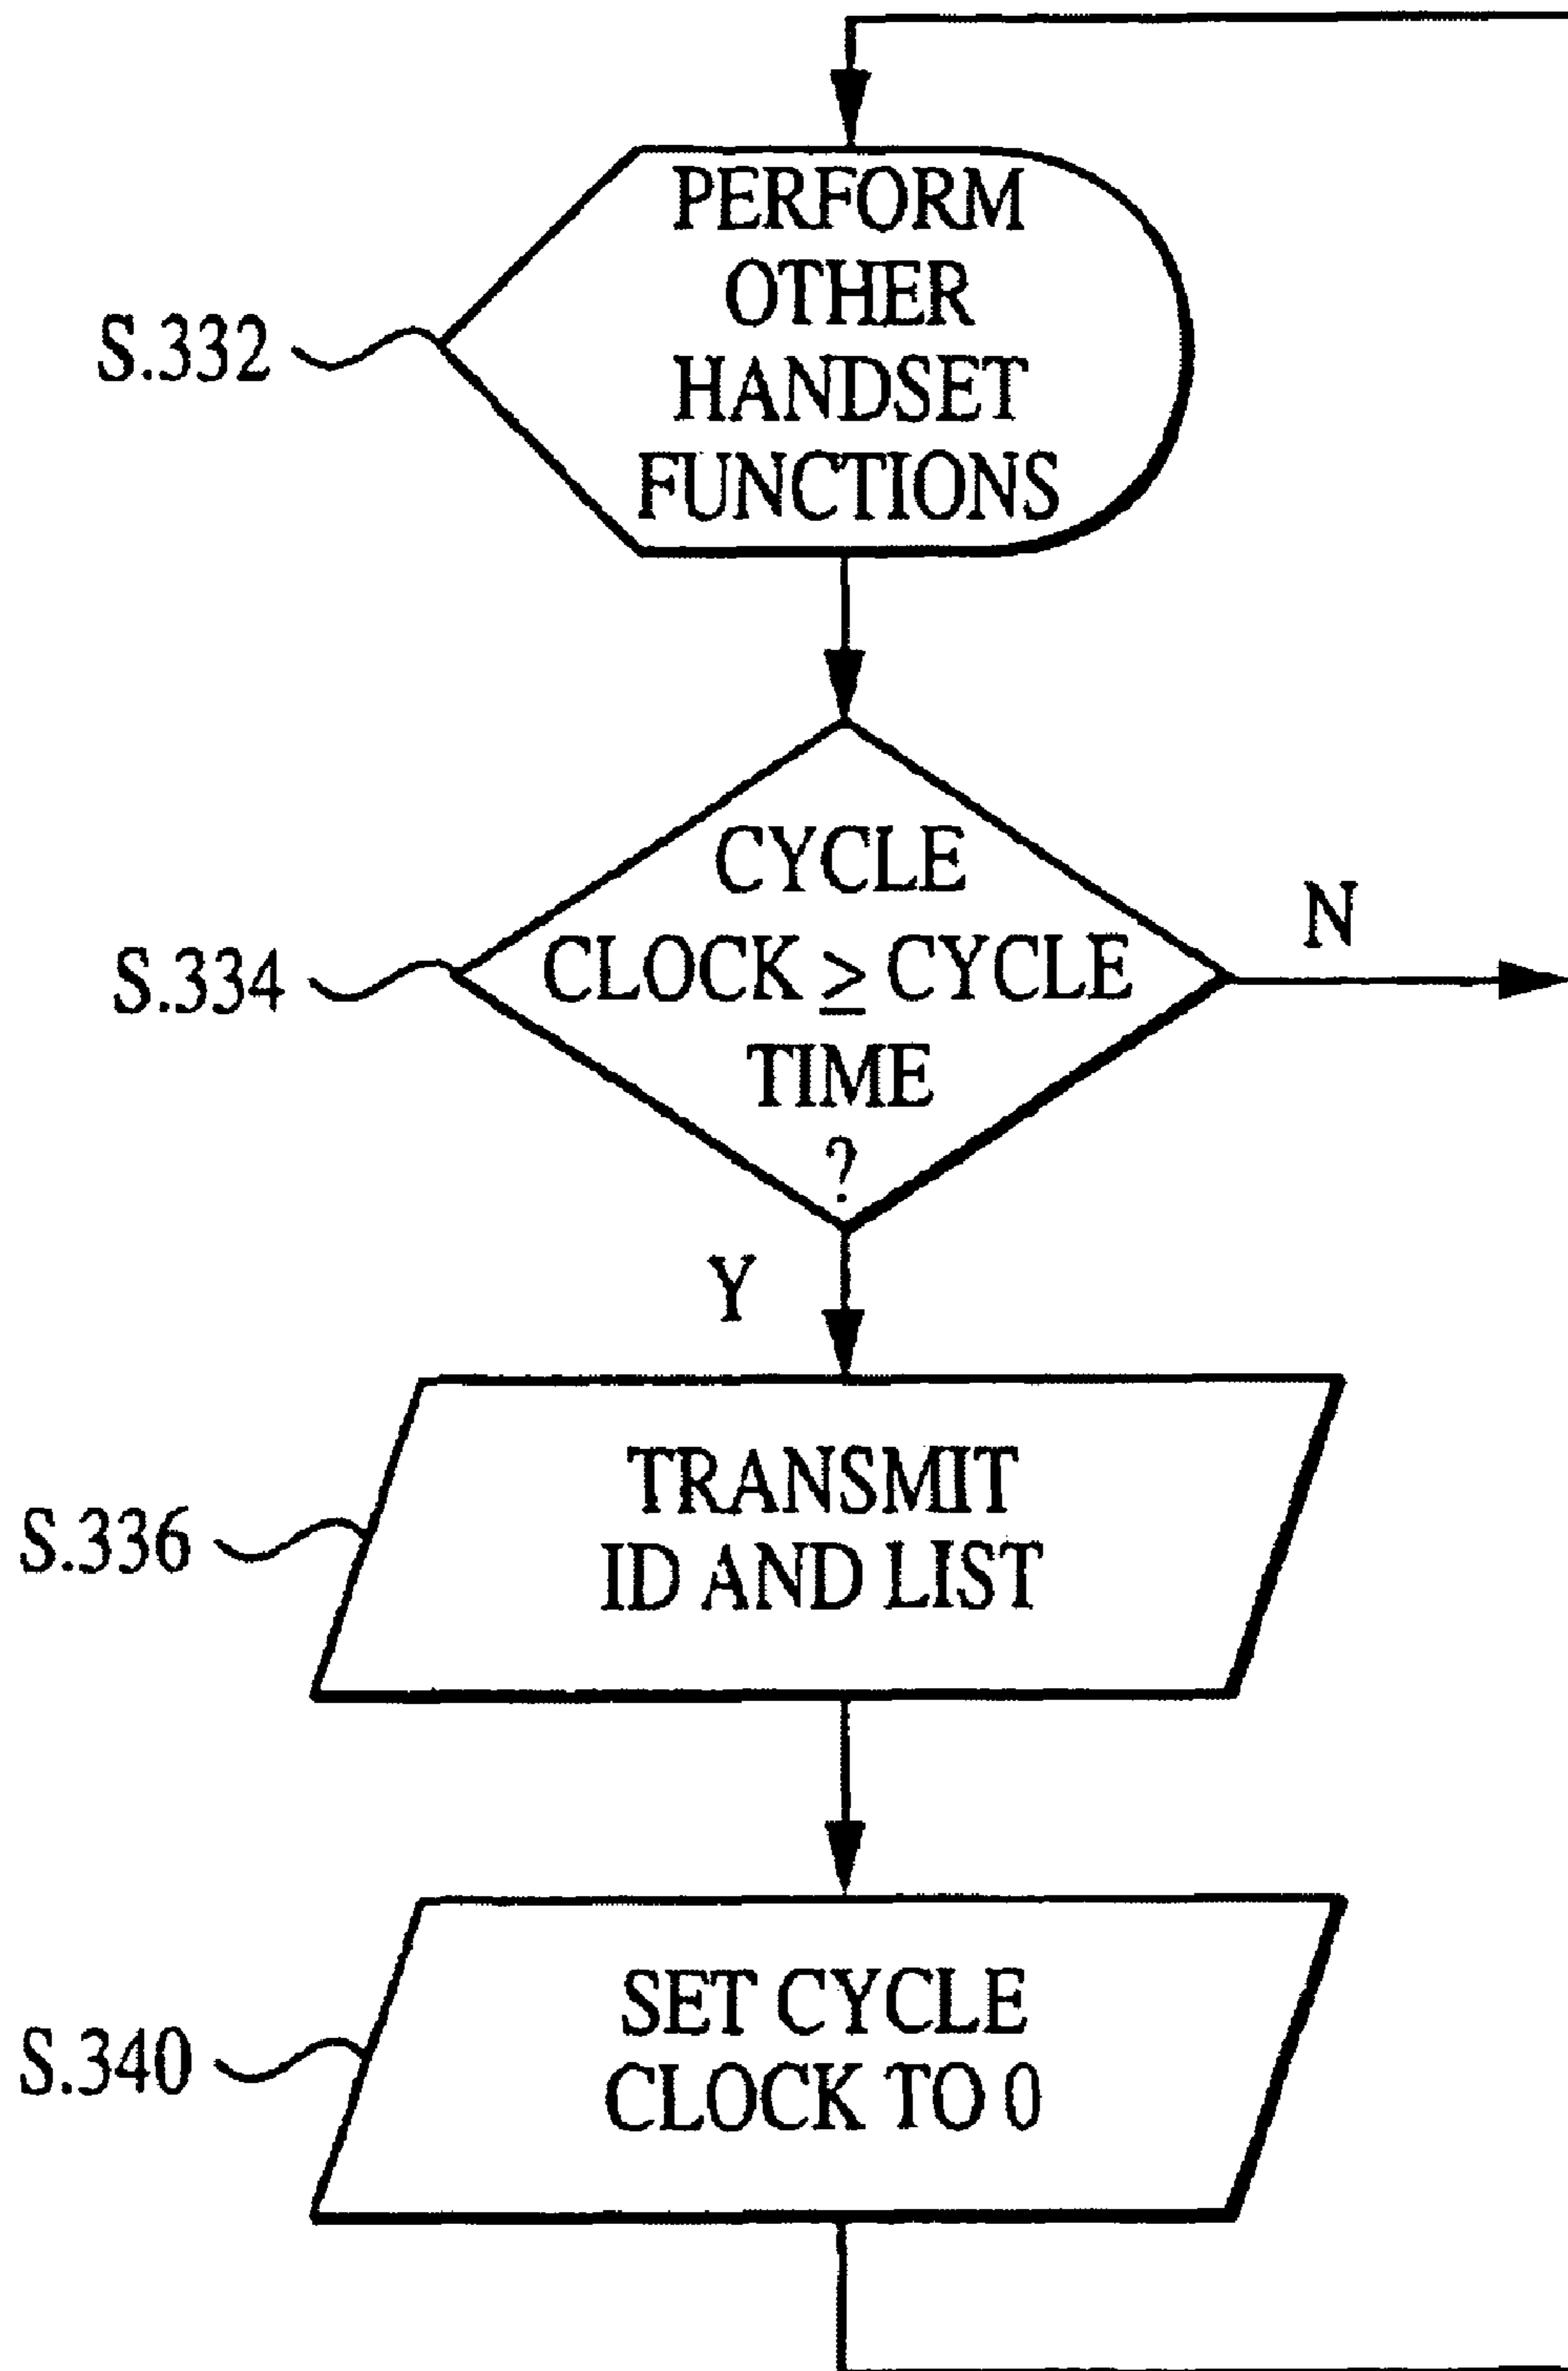 PERFORM
OTHER
HANDSET
FUNCTIONS
S.332
CYCLE
CLOCK ≥ CYCLE
TIME
?
S.334
N
Y
TRANSMIT
ID AND LIST
S.336
SET CYCLE
CLOCK TO 0
S.340